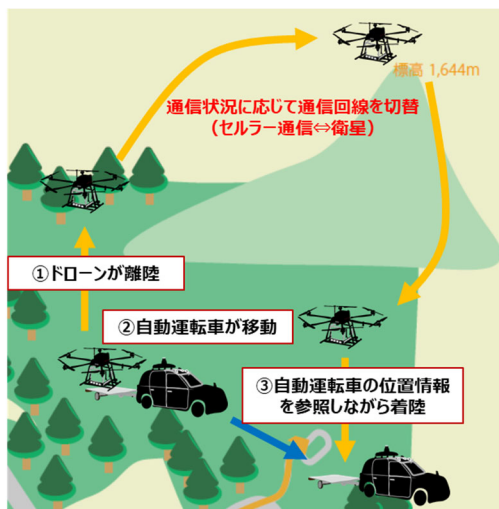 標高 1,644m
通信状況に応じて通信回線を切替
（セルラー通信⇔衛星）
①ドローンが離陸
②自動運転車が移動
③自動運転車の位置情報
を参照しながら着陸